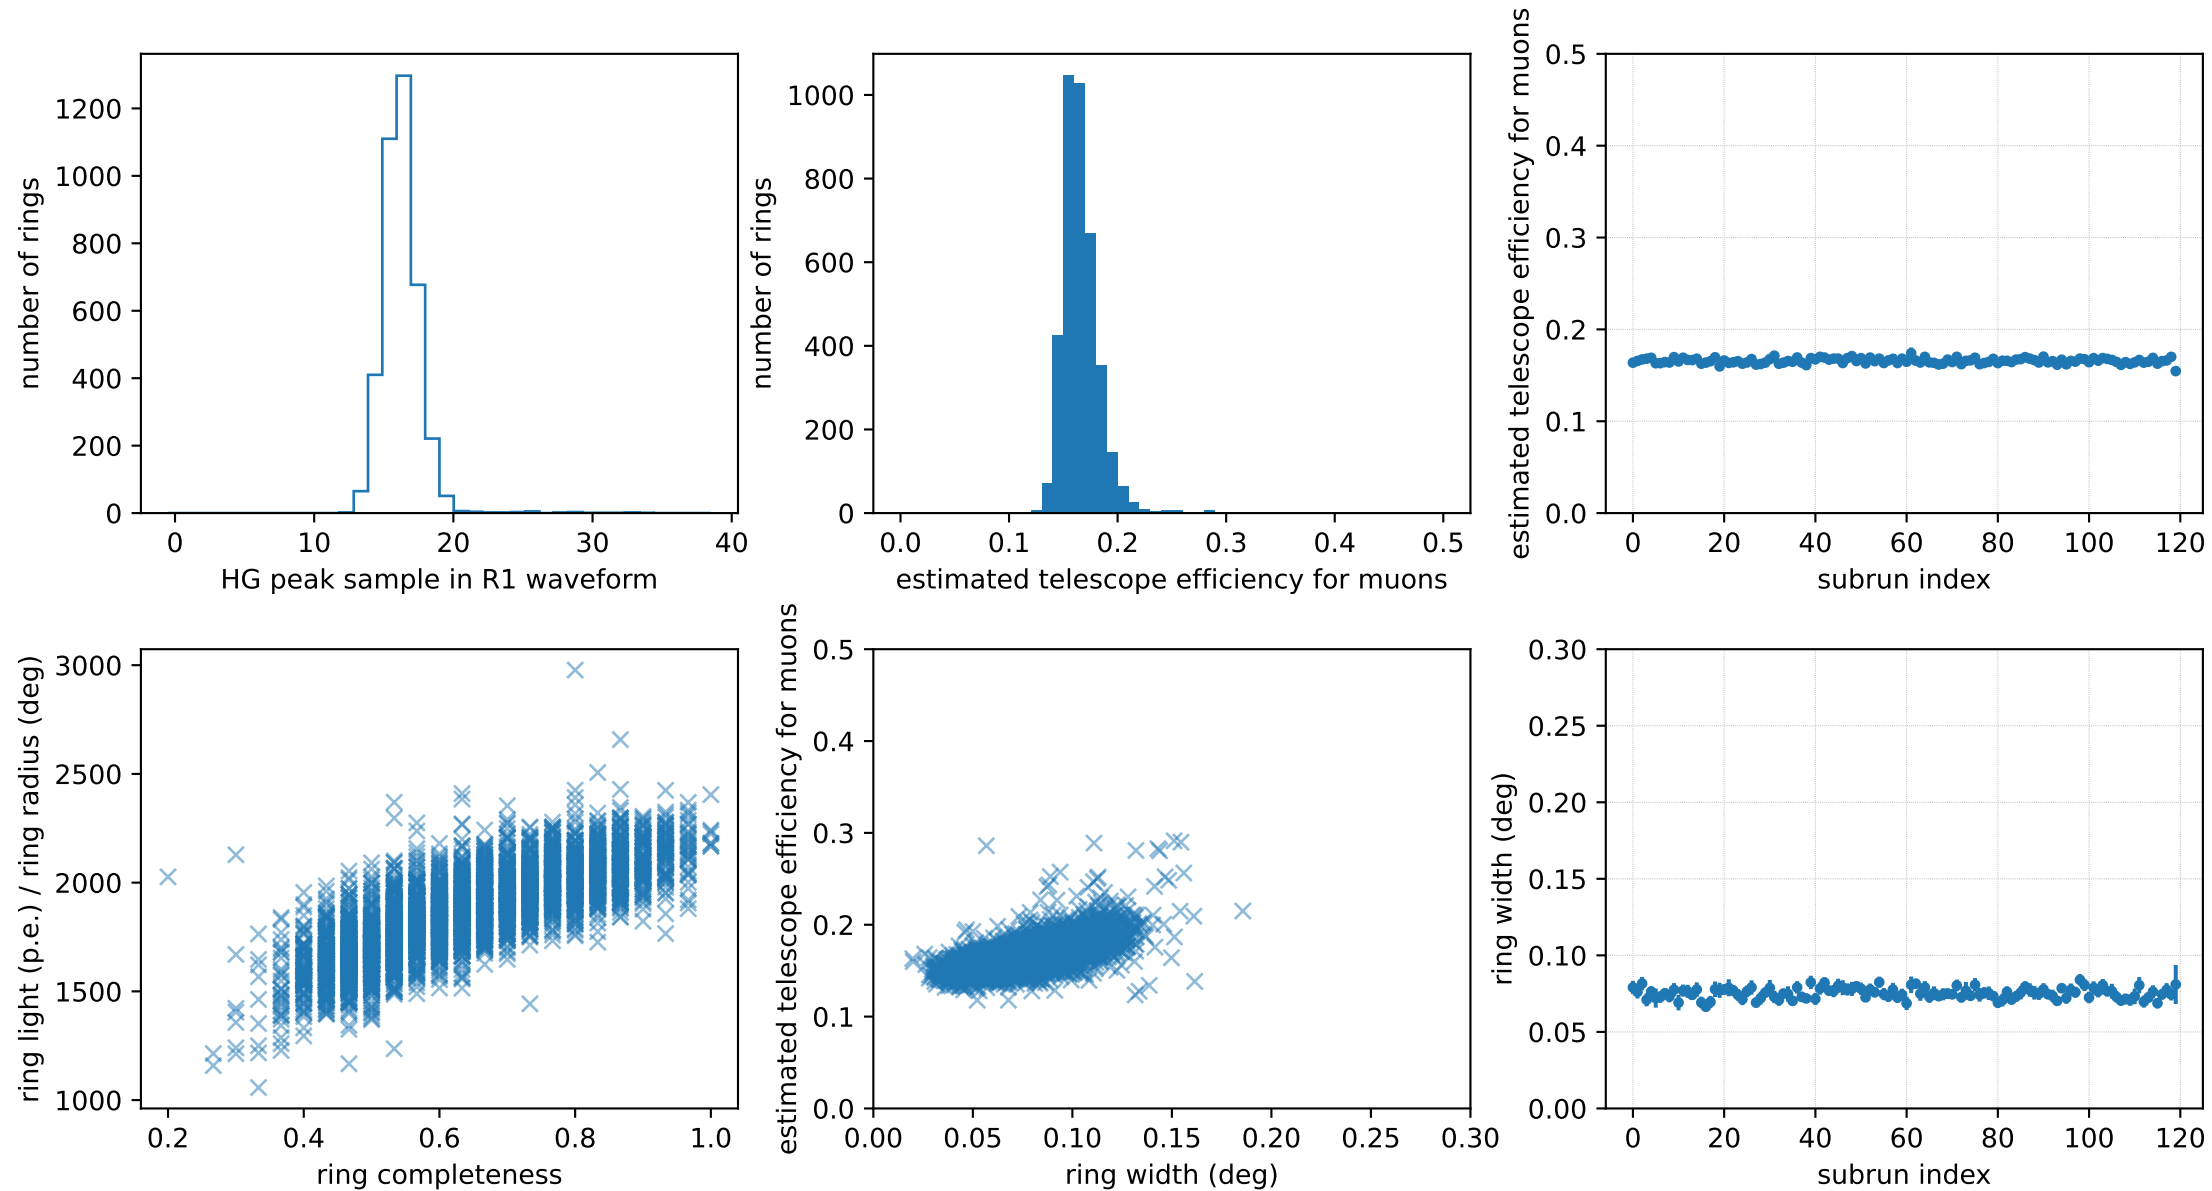 number of rings
1200
1000
800
600
400
200
0
0 10 20 30 40
HG peak sample in R1 waveform
number of rings
1000
800
600
400
200
0
0.0 0.1 0.2 0.3 0.4 0.5
estimated telescope efficiency for muons
estimated telescope efficiency for muons
0.5
0.4
0.3
0.2
0.1
0.0
0 20 40 60 80 100 120
subrun index
ring light (p.e.) / ring radius (deg)
3000
2500
2000
1500
1000
0.2 0.4 0.6 0.8 1.0
ring completeness
estimated telescope efficiency for muons
0.5
0.4
0.3
0.2
0.1
0.0
0.00 0.05 0.10 0.15 0.20 0.25 0.30
ring width (deg)
ring width (deg)
0.30
0.25
0.20
0.15
0.10
0.05
0.00
0 20 40 60 80 100 120
subrun index